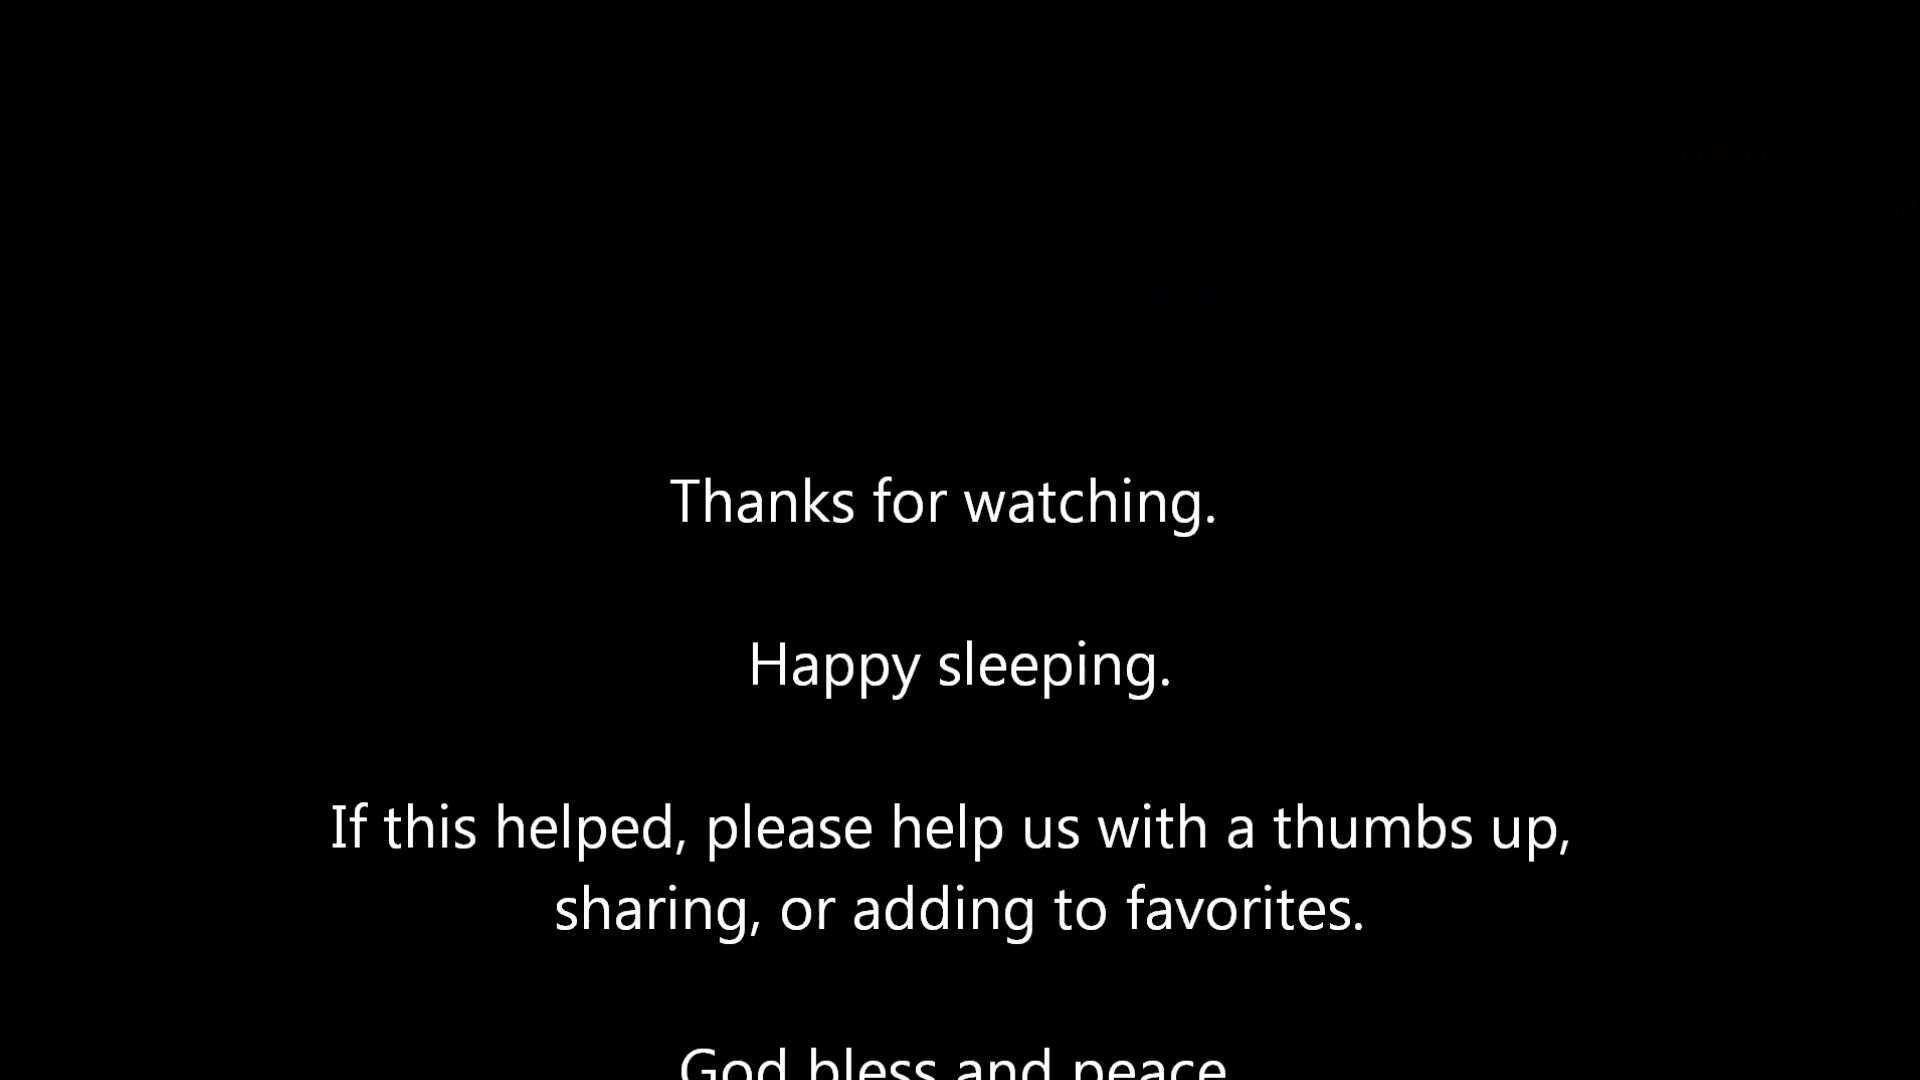 Thanks for watching.
Happy sleeping.
If this helped, please help us with a thumbs up,
sharing, or adding to favorites.
God bless and peace